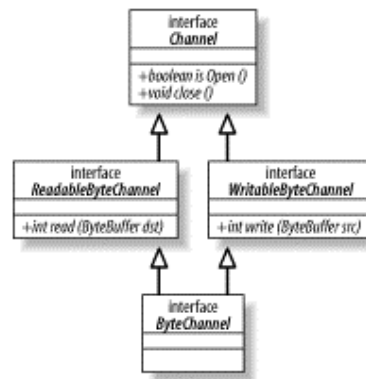 interface
Channel
+boolean is Open ()
+void close ()
interface
ReadableByteChannel
+int read (ByteBuffer dst)
interface
WritableByteChannel
+int write (ByteBuffer src)
interface
ByteChannel